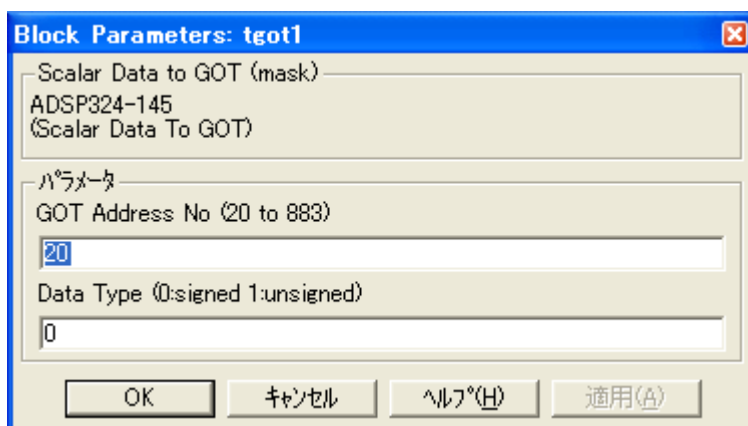 Block Parameters: tgot1
Scalar Data to GOT (mask)
ADSP324-145
(Scalar Data To GOT)
パラメータ
GOT Address No (20 to 883)
20
Data Type (0:signed 1:unsigned)
0
OK キャンセル ヘルプ(H) 適用(A)